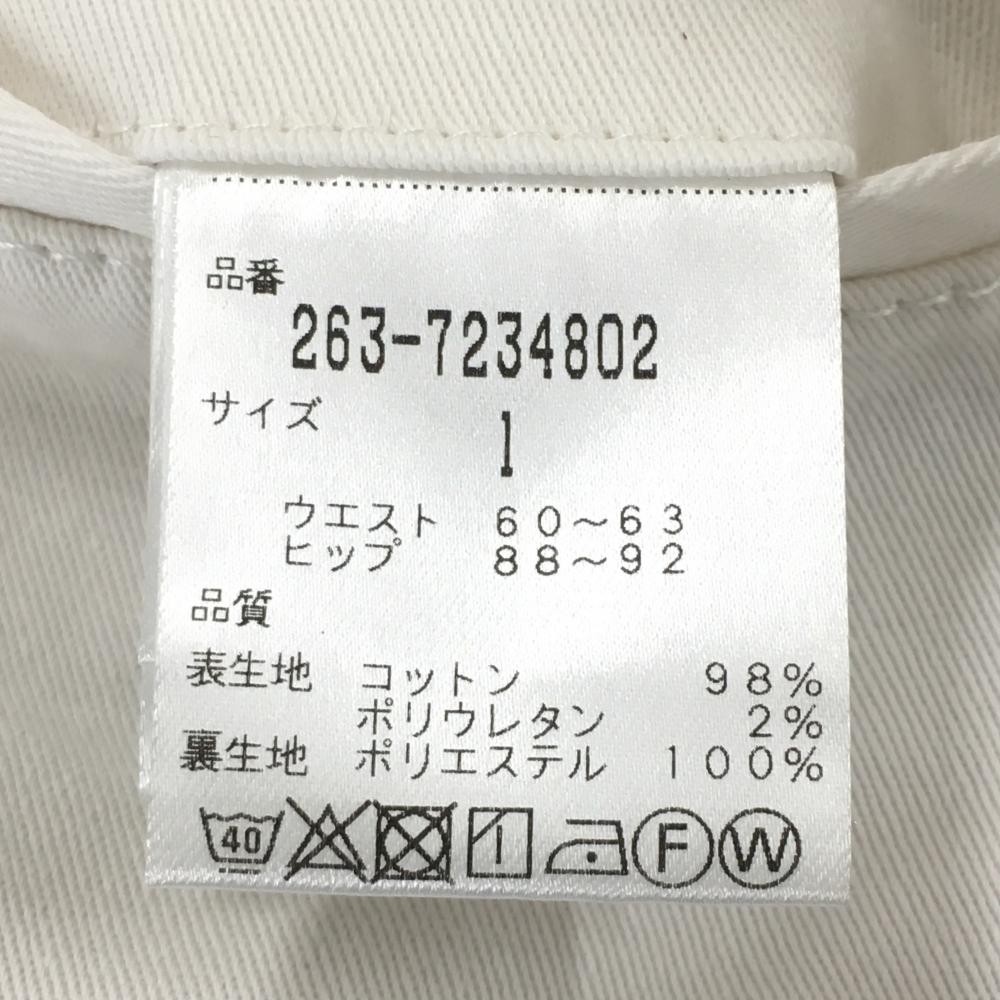 品番
263-7234802
サイズ
1
ウエスト 60～63
ヒップ 88～92
品質
表生地 コットン 98%
ポリウレタン 2%
裏生地 ポリエステル 100%
40 F W